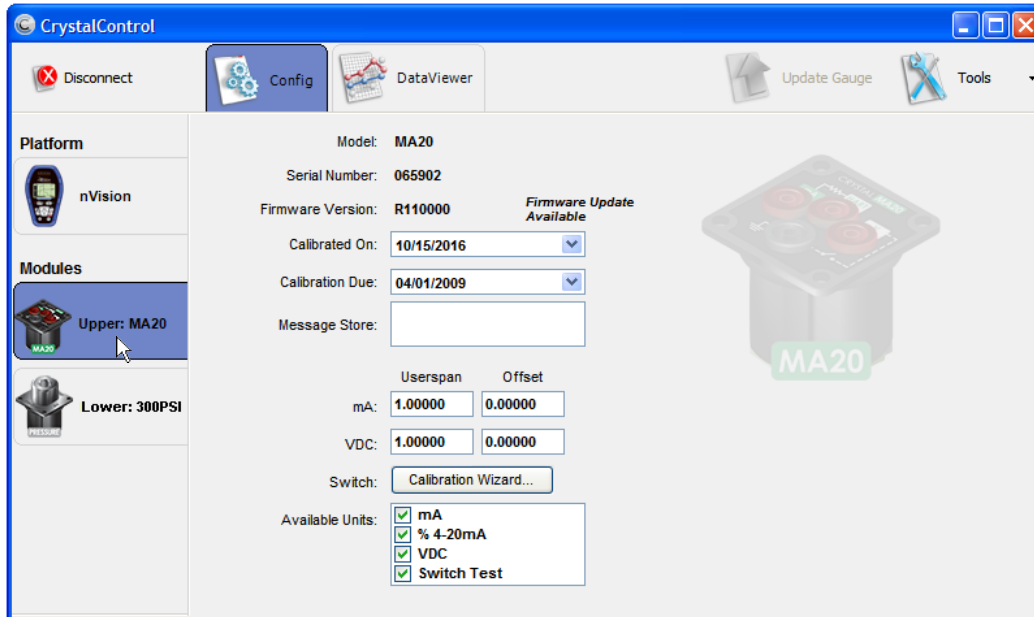 CrystalControl
Disconnect
Config
DataViewer
Update Gauge
Tools
Platform
nVision
Modules
Upper: MA20
MA20
Lower: 300PSI
PRESSURE
Model: MA20
Serial Number: 065902
Firmware Version: R110000 Firmware Update
Available
Calibrated On: 10/15/2016
Calibration Due: 04/01/2009
Message Store:
Userspan Offset
mA: 1.00000 0.00000
VDC: 1.00000 0.00000
Switch: Calibration Wizard...
Available Units: mA
% 4-20mA
VDC
Switch Test
CRYSTAL MA20
MA20